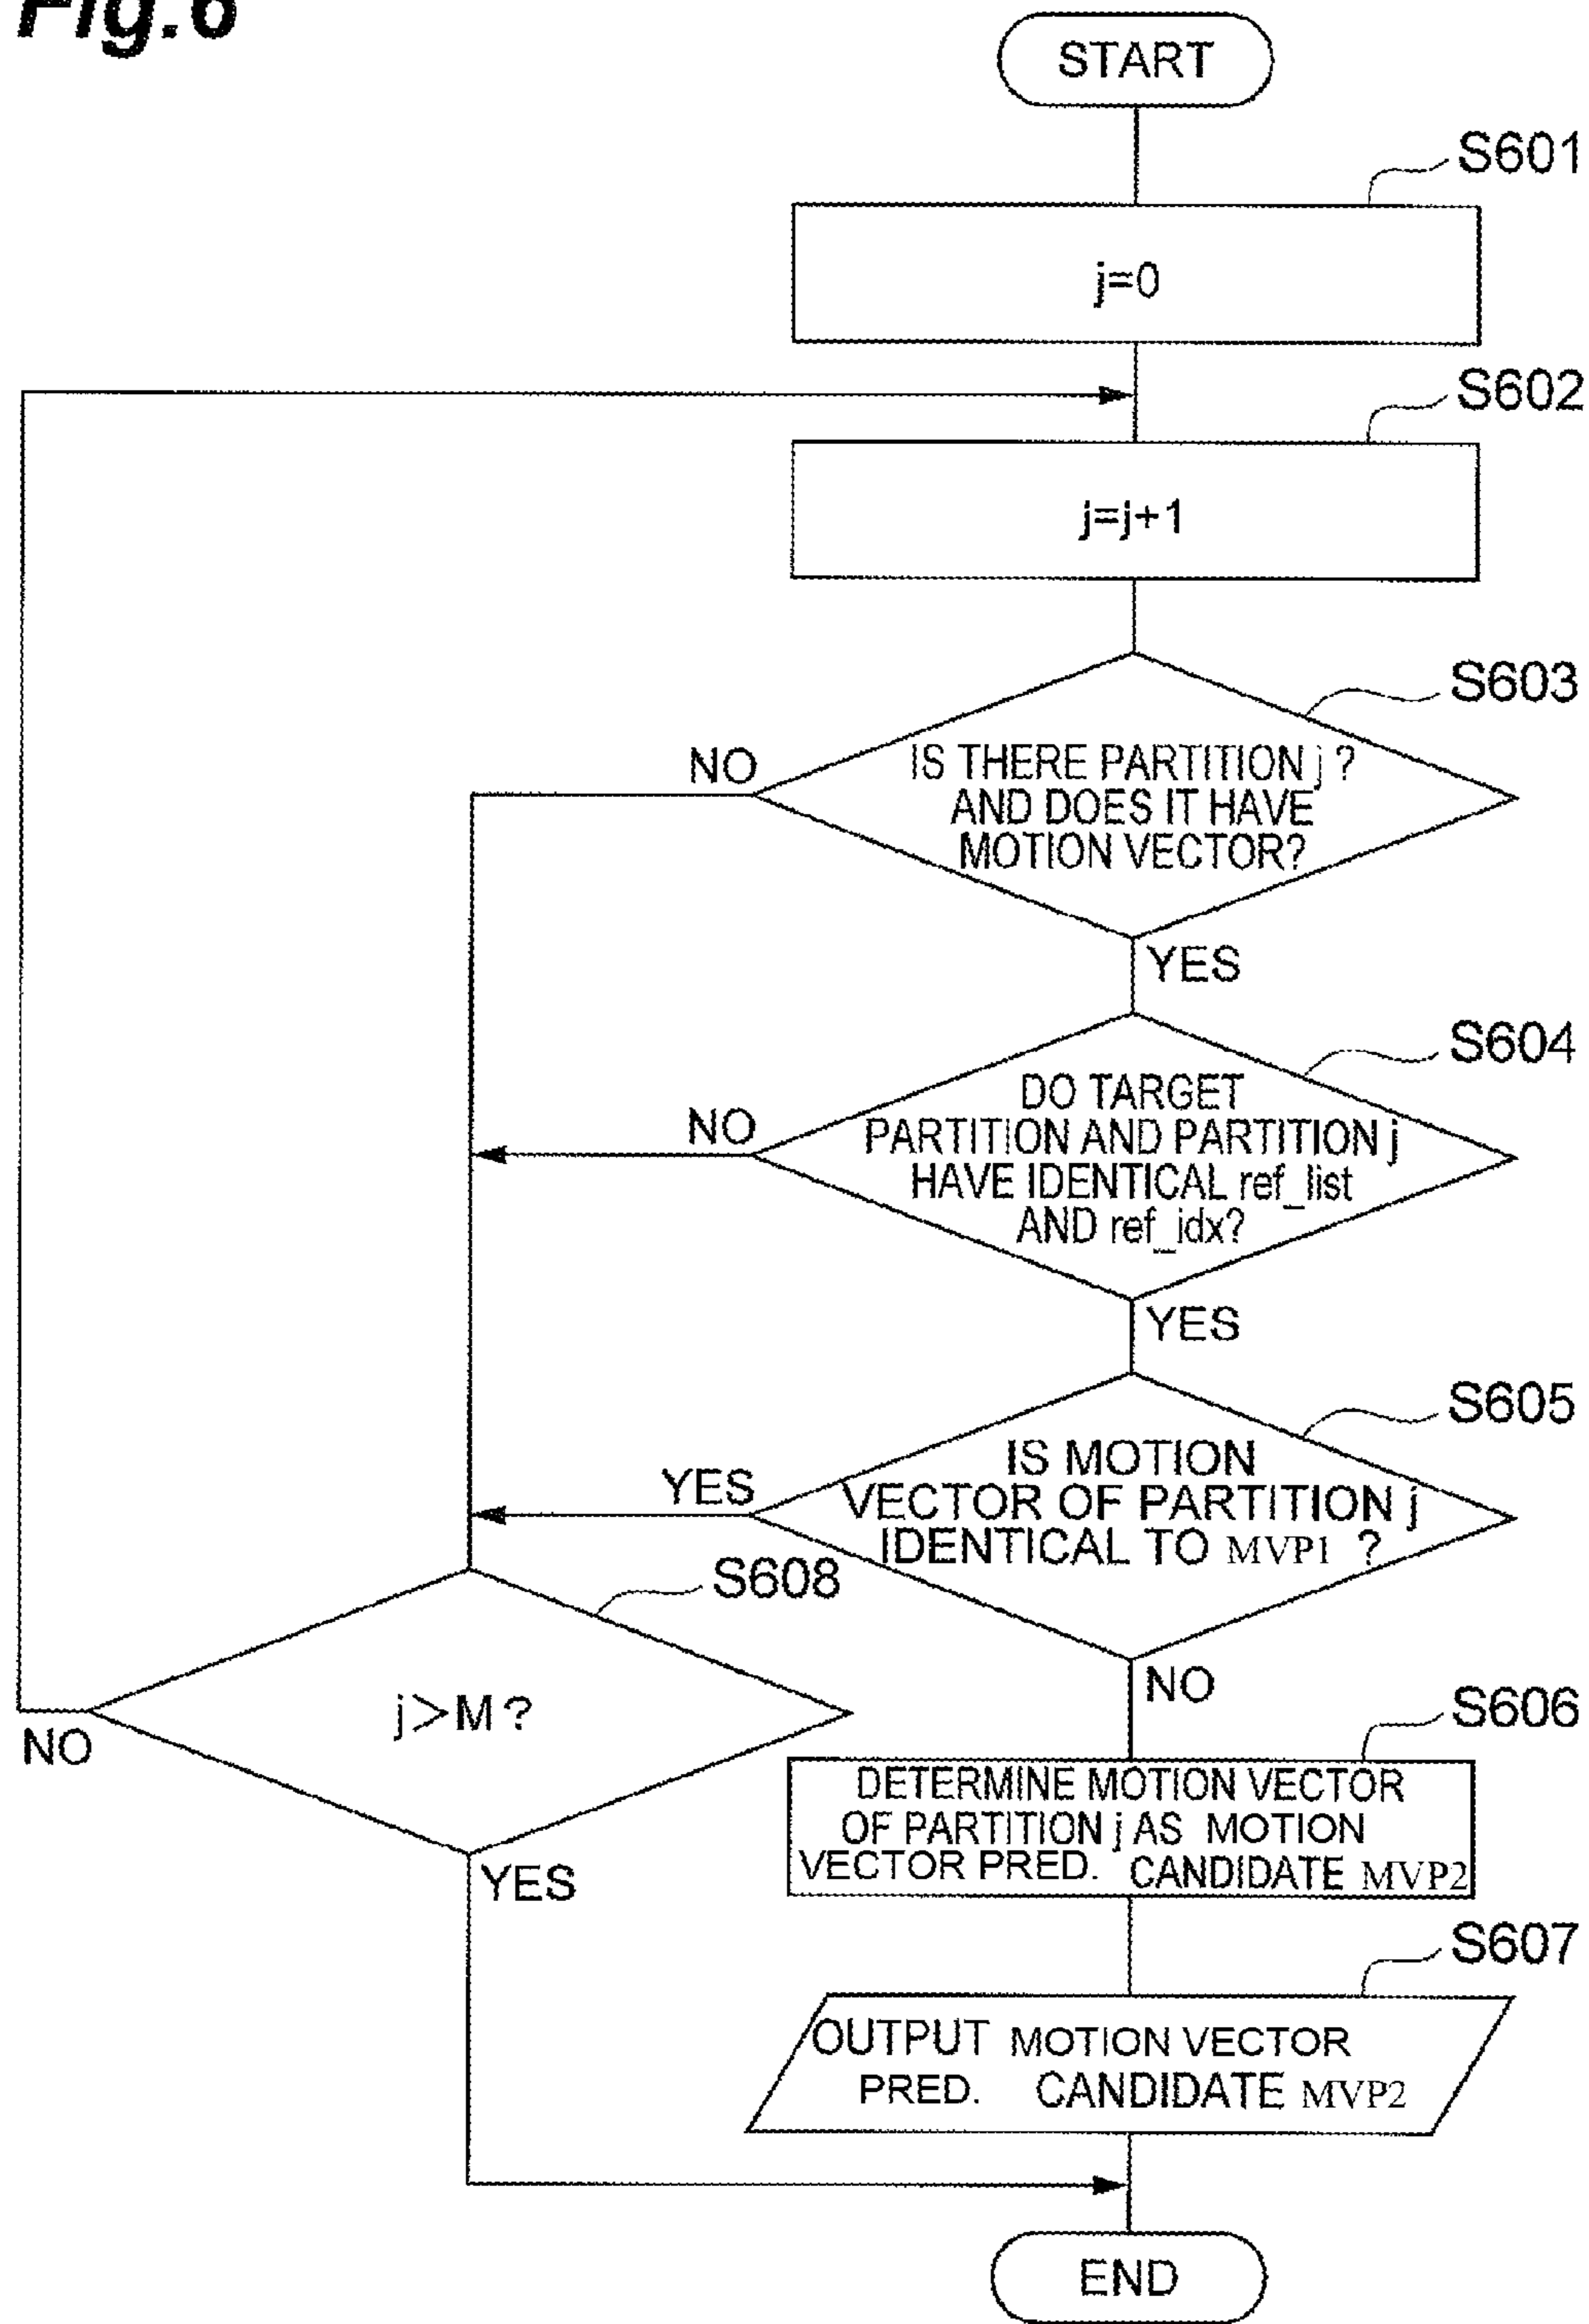 Fig.6
START
S601
j=0
S602
j=j+1
S603
NO
IS THERE PARTITION j ?
AND DOES IT HAVE
MOTION VECTOR?
YES
S604
NO
DO TARGET
PARTITION AND PARTITION j
HAVE IDENTICAL ref_list
AND ref_idx?
YES
S605
YES
IS MOTION
VECTOR OF PARTITION j
IDENTICAL TO MVP1 ?
NO
S608
j>M ?
NO
YES
S606
DETERMINE MOTION VECTOR
OF PARTITION j AS MOTION
VECTOR PRED. CANDIDATE MVP2
S607
OUTPUT MOTION VECTOR
PRED. CANDIDATE MVP2
END